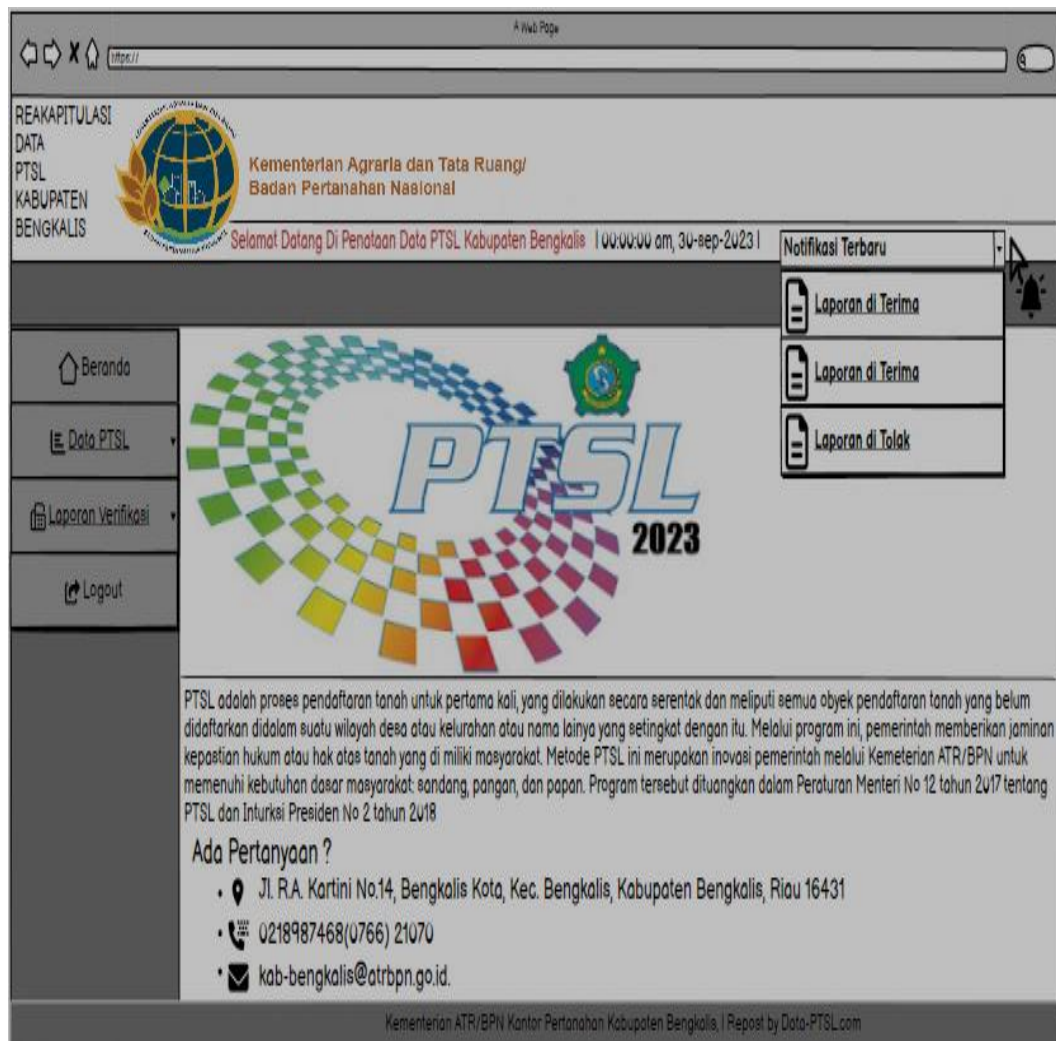 A Web Page
https://
REAKAPITULASI
DATA
PTSL
KABUPATEN
BENGKALIS
Kementerian Agraria dan Tata Ruang/
Badan Pertanahan Nasional
Selamat Datang Di Penataan Data PTSL Kabupaten Bengkalis | 00:00:00 am, 30-sep-2023 |
Notifikasi Terbaru
Laporan di Terima
Laporan di Terima
Laporan di Tolak
Beranda
Data PTSL
Laporan Verifikasi
Logout
PTSL
2023
PTSL adalah proses pendaftaran tanah untuk pertama kali, yang dilakukan secara serentak dan meliputi semua obyek pendaftaran tanah yang belum
didaftarkan didalam suatu wilayah desa atau kelurahan atau nama lainya yang setingkat dengan itu. Melalui program ini, pemerintah memberikan jaminan
kepastian hukum atau hak atas tanah yang di miliki masyarakat. Metode PTSL ini merupakan inovasi pemerintah melalui Kemeterian ATR/BPN untuk
memenuhi kebutuhan dasar masyarakat: sandang, pangan, dan papan. Program tersebut dituangkan dalam Peraturan Menteri No 12 tahun 2017 tentang
PTSL dan Inturksi Presiden No 2 tahun 2018
Ada Pertanyaan ?
• Jl. R.A. Kartini No.14, Bengkalis Kota, Kec. Bengkalis, Kabupaten Bengkalis, Riau 16431
• 0218987468(0766) 21070
• kab-bengkalis@atrbpn.go.id.
Kementerian ATR/BPN Kantor Pertanahan Kabupaten Bengkalis, | Repost by Data-PTSL.com